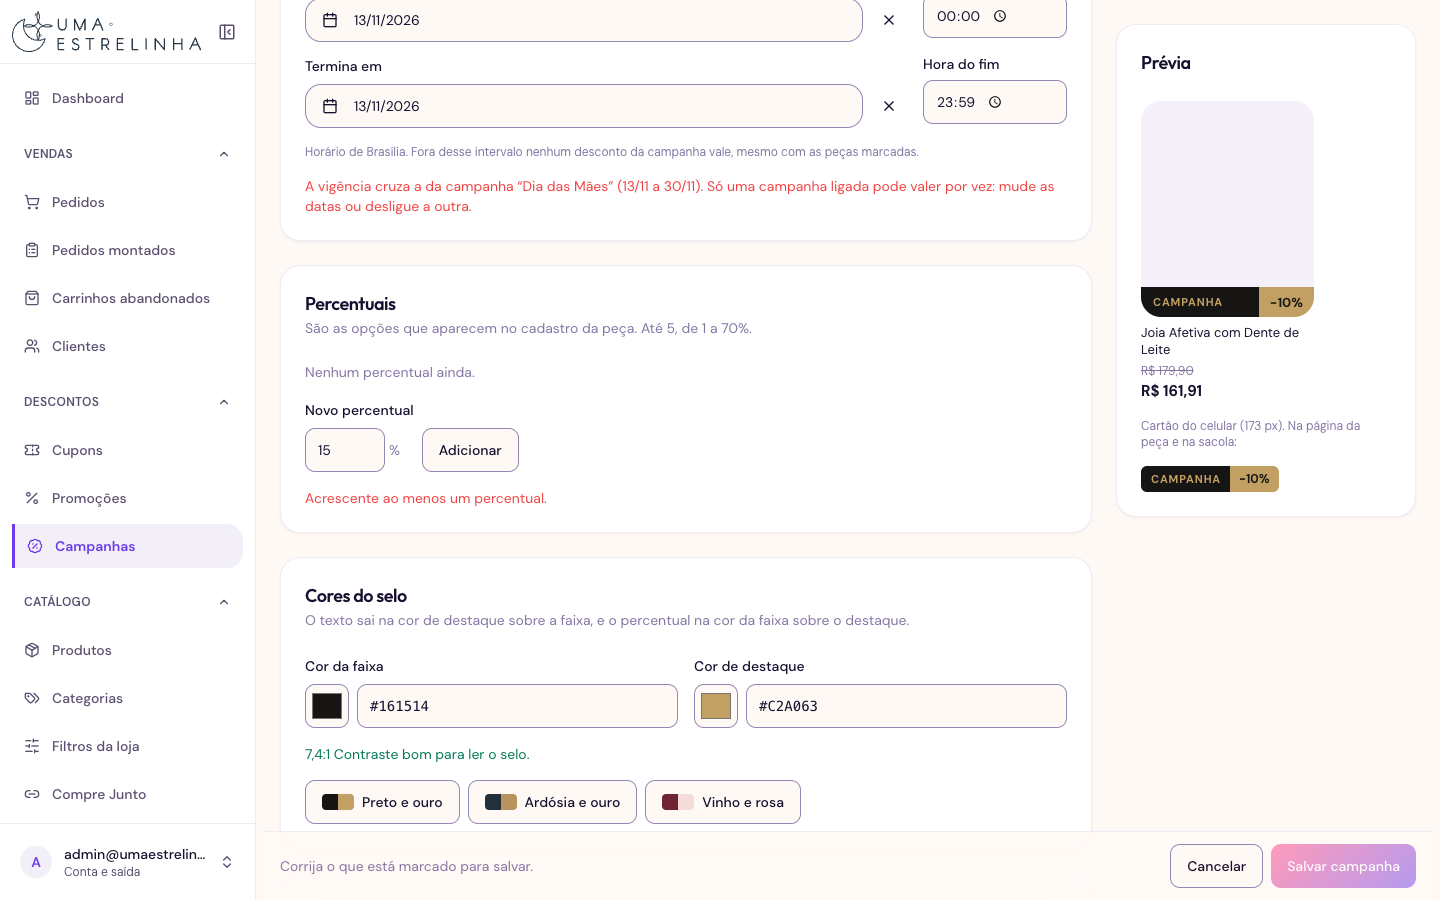 UMA
ESTRELINHA
Dashboard
VENDAS
Pedidos
Pedidos montados
Carrinhos abandonados
Clientes
DESCONTOS
Cupons
Promoções
Campanhas
CATÁLOGO
Produtos
Categorias
Filtros da loja
Compre Junto
A
admin@umaestrelin...
Conta e saída
13/11/2026
00:00
Termina em
Hora do fim
13/11/2026
23:59
Horário de Brasília. Fora desse intervalo nenhum desconto da campanha vale, mesmo com as peças marcadas.
A vigência cruza a da campanha “Dia das Mães” (13/11 a 30/11). Só uma campanha ligada pode valer por vez: mude as
datas ou desligue a outra.
Percentuais
São as opções que aparecem no cadastro da peça. Até 5, de 1 a 70%.
Nenhum percentual ainda.
Novo percentual
15 %
Adicionar
Acrescente ao menos um percentual.
Cores do selo
O texto sai na cor de destaque sobre a faixa, e o percentual na cor da faixa sobre o destaque.
Cor da faixa
Cor de destaque
#161514
#C2A063
7,4:1 Contraste bom para ler o selo.
Preto e ouro
Ardósia e ouro
Vinho e rosa
Corrija o que está marcado para salvar.
Cancelar
Salvar campanha
Prévia
CAMPANHA
-10%
Joia Afetiva com Dente de
Leite
R$ 179,90
R$ 161,91
Cartão do celular (173 px). Na página da
peça e na sacola:
CAMPANHA
-10%